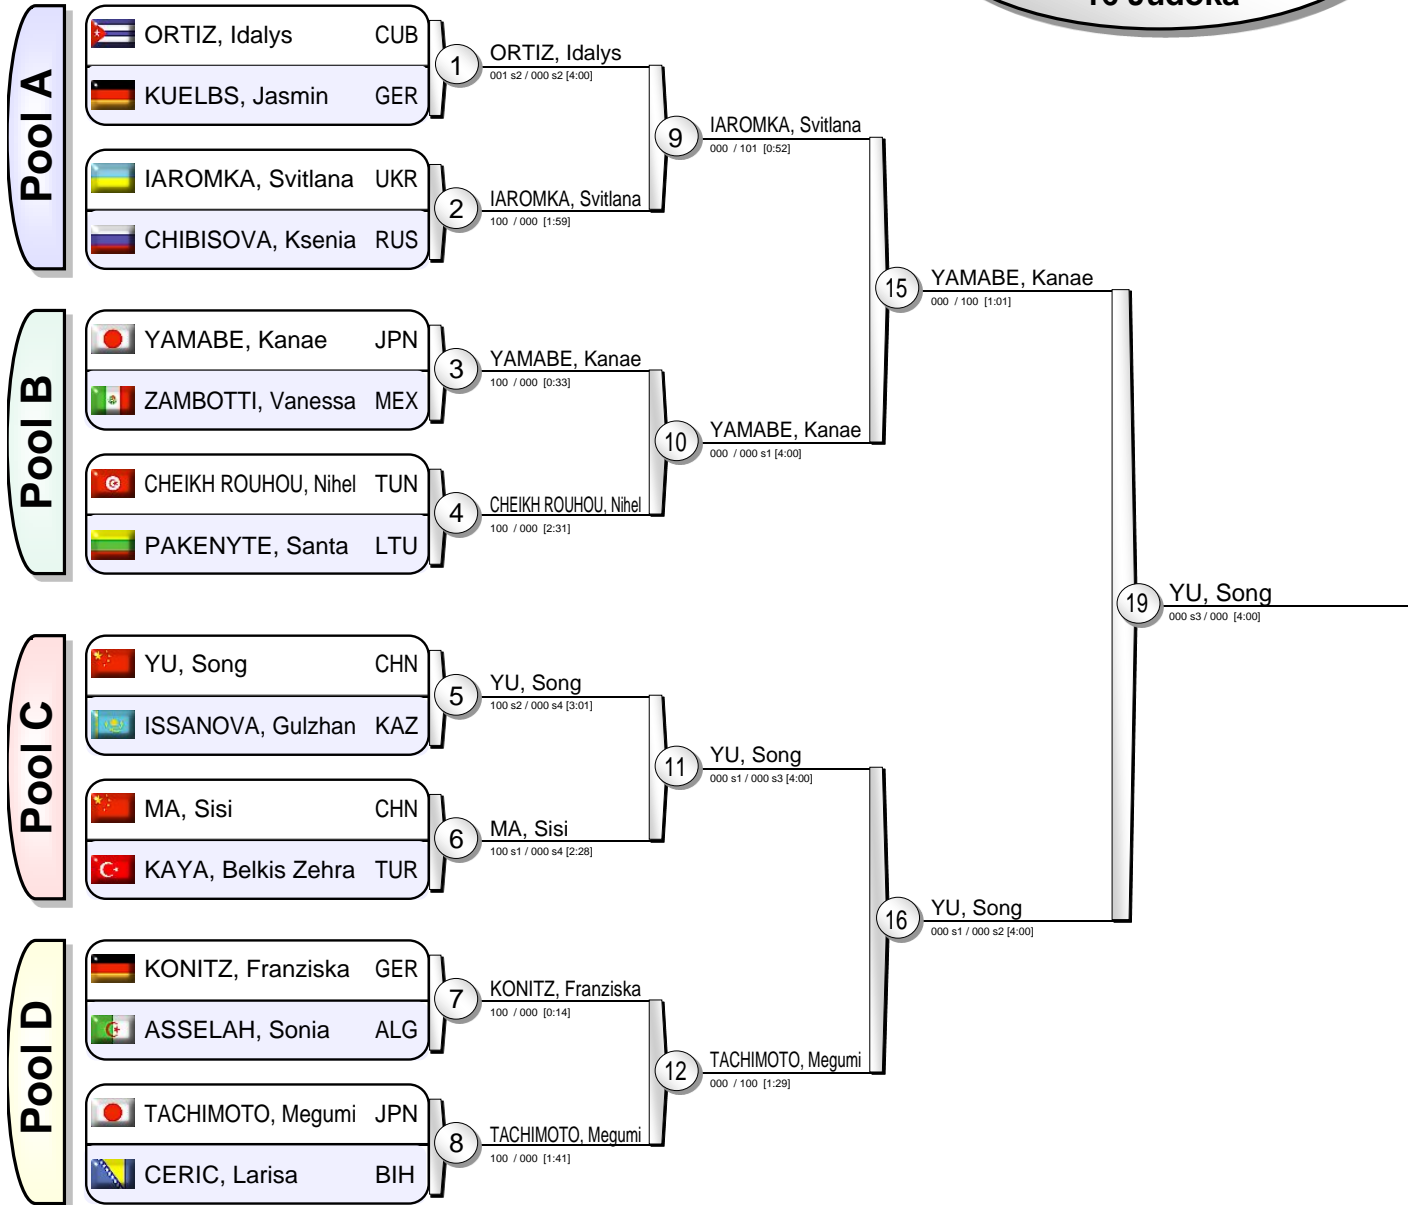 16 Judoka
Pool A
ORTIZ, Idalys CUB
KUELBS, Jasmin GER
IAROMKA, Svitlana UKR
CHIBISOVA, Ksenia RUS
Pool B
YAMABE, Kanae JPN
ZAMBOTTI, Vanessa MEX
CHEIKH ROUHOU, Nihel TUN
PAKENYTE, Santa LTU
Pool C
YU, Song CHN
ISSANOVA, Gulzhan KAZ
MA, Sisi CHN
KAYA, Belkis Zehra TUR
Pool D
KONITZ, Franziska GER
ASSELAH, Sonia ALG
TACHIMOTO, Megumi JPN
CERIC, Larisa BIH
1
ORTIZ, Idalys
001 s2 / 000 s2 [4:00]
2
IAROMKA, Svitlana
100 / 000 [1:59]
3
YAMABE, Kanae
100 / 000 [0:33]
4
CHEIKH ROUHOU, Nihel
100 / 000 [2:31]
5
YU, Song
100 s2 / 000 s4 [3:01]
6
MA, Sisi
100 s1 / 000 s4 [2:28]
7
KONITZ, Franziska
100 / 000 [0:14]
8
TACHIMOTO, Megumi
100 / 000 [1:41]
9
IAROMKA, Svitlana
000 / 101 [0:52]
10
YAMABE, Kanae
000 / 000 s1 [4:00]
11
YU, Song
000 s1 / 000 s3 [4:00]
12
TACHIMOTO, Megumi
000 / 100 [1:29]
15
YAMABE, Kanae
000 / 100 [1:01]
16
YU, Song
000 s1 / 000 s2 [4:00]
19
YU, Song
000 s3 / 000 [4:00]